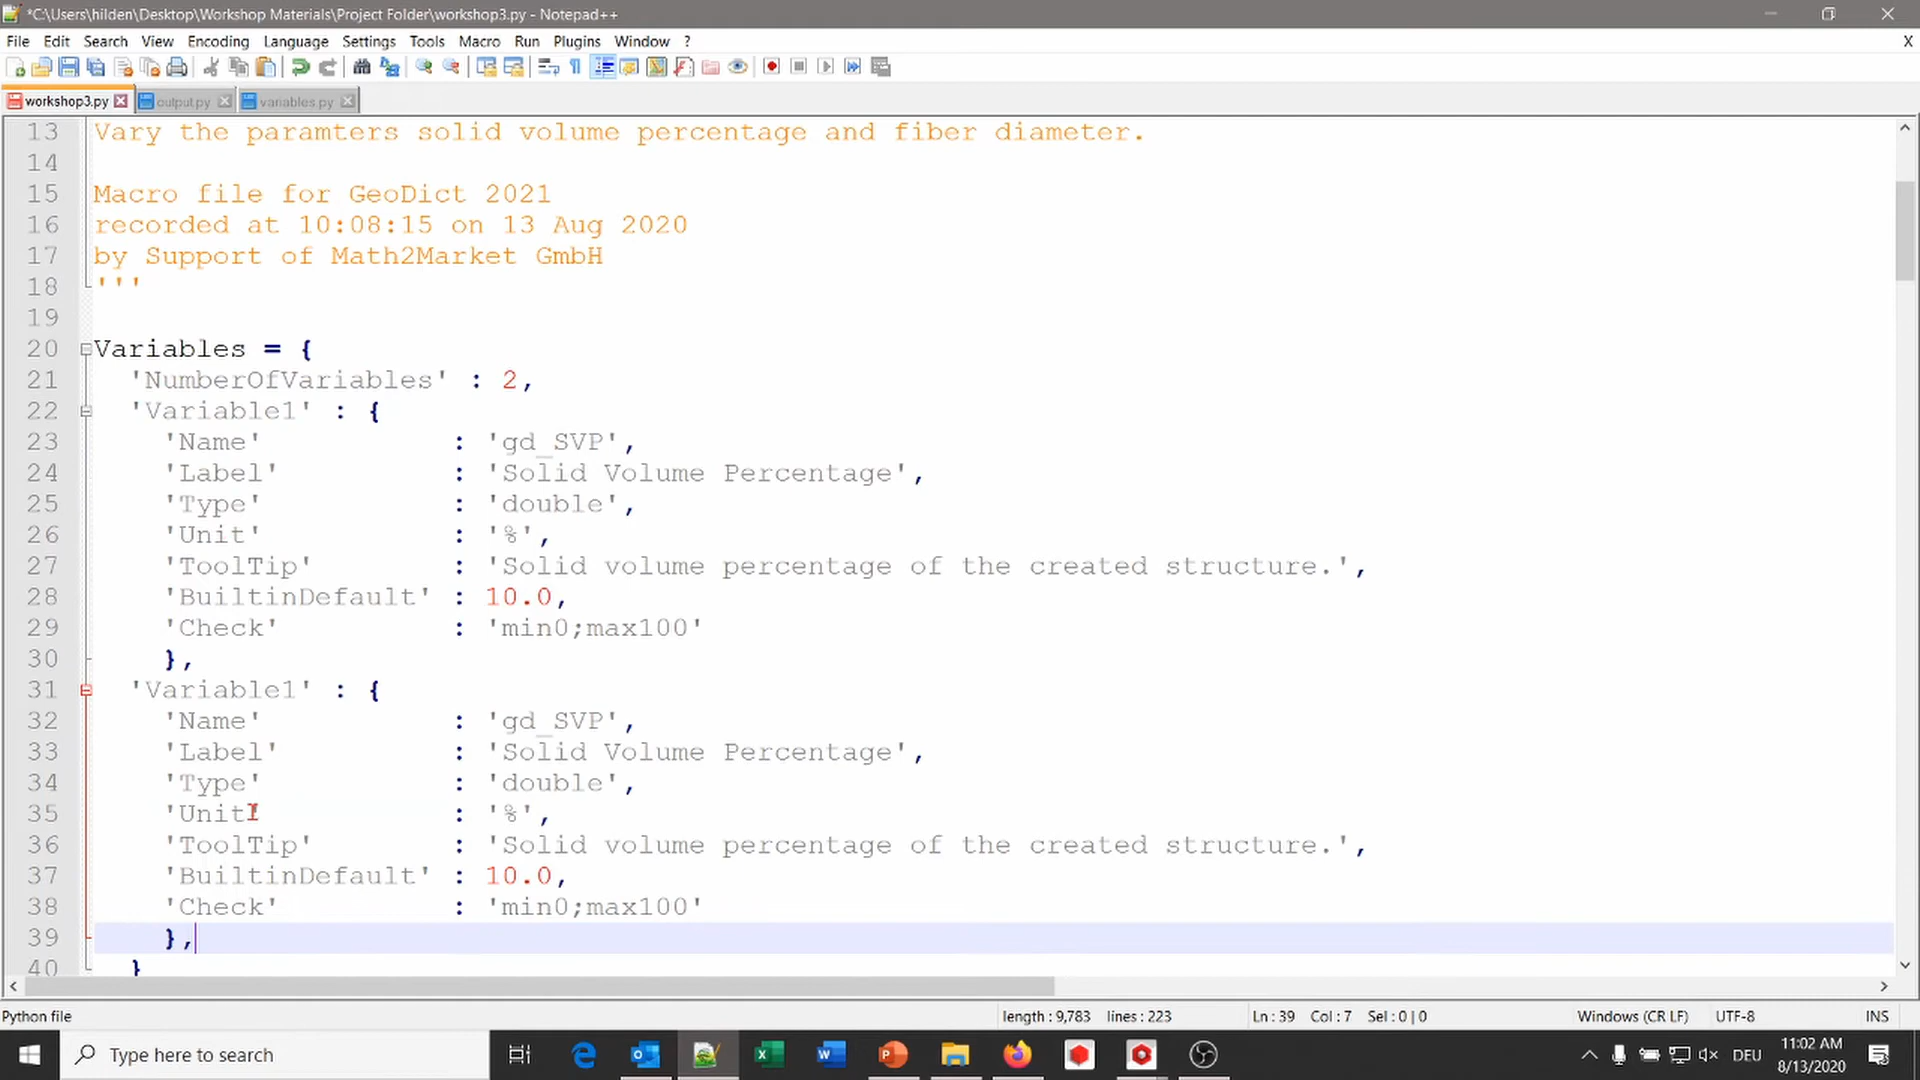 *C:\Users\hilden\Desktop\Workshop Materials\Project Folder\workshop3.py - Notepad++
File Edit Search View Encoding Language Settings Tools Macro Run Plugins Window ? X
workshop3.py output.py variables.py
13 Vary the paramters solid volume percentage and fiber diameter.
14
15 Macro file for GeoDict 2021
16 recorded at 10:08:15 on 13 Aug 2020
17 by Support of Math2Market GmbH
18 '''
19
20 Variables = {
21 'NumberOfVariables' : 2,
22 'Variable1' : {
23 'Name' : 'gd_SVP',
24 'Label' : 'Solid Volume Percentage',
25 'Type' : 'double',
26 'Unit' : '%',
27 'ToolTip' : 'Solid volume percentage of the created structure.',
28 'BuiltinDefault' : 10.0,
29 'Check' : 'min0;max100'
30 },
31 'Variable1' : {
32 'Name' : 'gd_SVP',
33 'Label' : 'Solid Volume Percentage',
34 'Type' : 'double',
35 'Unit' : '%',
36 'ToolTip' : 'Solid volume percentage of the created structure.',
37 'BuiltinDefault' : 10.0,
38 'Check' : 'min0;max100'
39 },
40 }
Python file length : 9,783 lines : 223 Ln : 39 Col : 7 Sel : 0 | 0 Windows (CR LF) UTF-8 INS
Type here to search
DEU
11:02 AM
8/13/2020